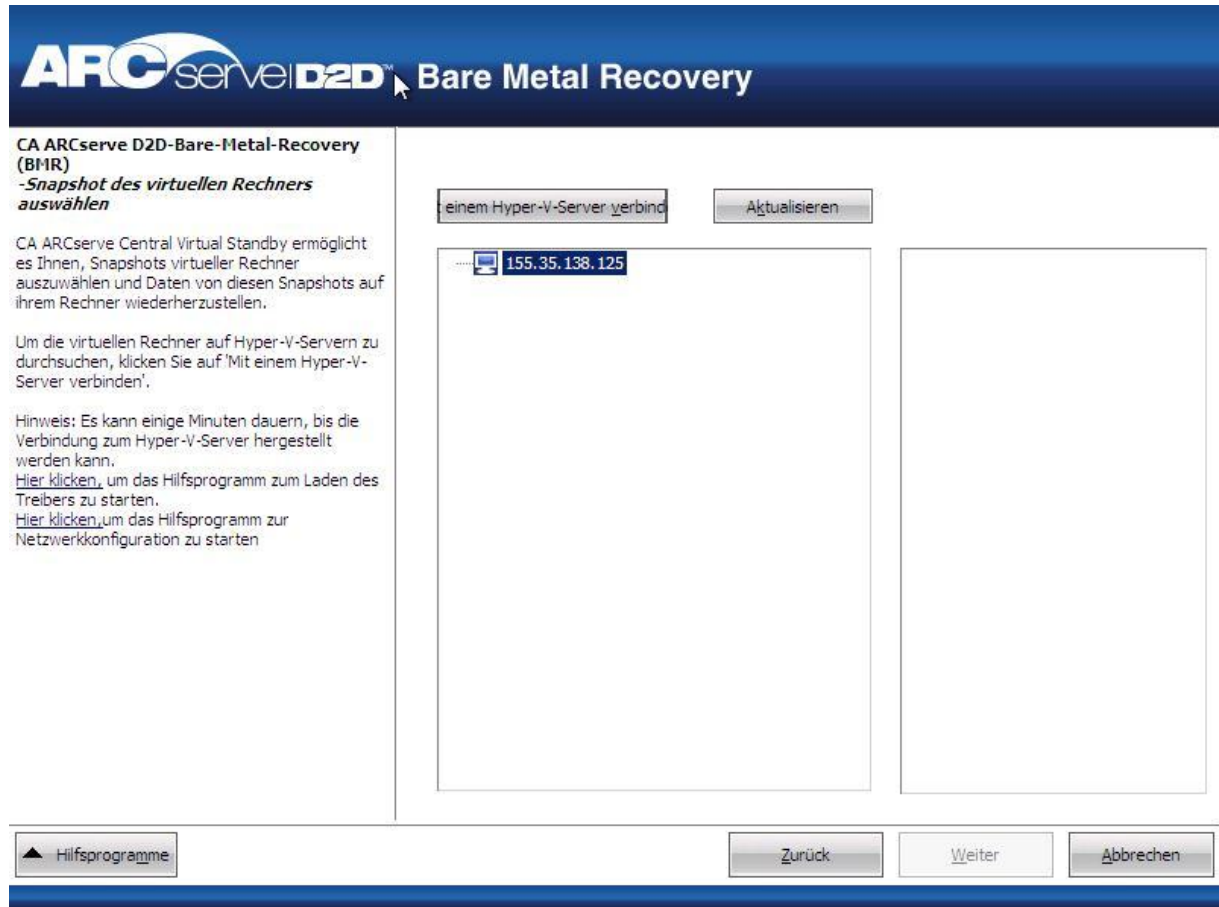 ARCserve D2D™ Bare Metal Recovery
CA ARCserve D2D-Bare-Metal-Recovery
(BMR)
-Snapshot des virtuellen Rechners
auswählen
CA ARCserve Central Virtual Standby ermöglicht
es Ihnen, Snapshots virtueller Rechner
auszuwählen und Daten von diesen Snapshots auf
ihrem Rechner wiederherzustellen.
Um die virtuellen Rechner auf Hyper-V-Servern zu
durchsuchen, klicken Sie auf 'Mit einem Hyper-V-
Server verbinden'.
Hinweis: Es kann einige Minuten dauern, bis die
Verbindung zum Hyper-V-Server hergestellt
werden kann.
Hier klicken, um das Hilfsprogramm zum Laden des
Treibers zu starten.
Hier klicken,um das Hilfsprogramm zur
Netzwerkkonfiguration zu starten
t einem Hyper-V-Server verbind
Aktualisieren
155.35.138.125
Hilfsprogramme
Zurück
Weiter
Abbrechen